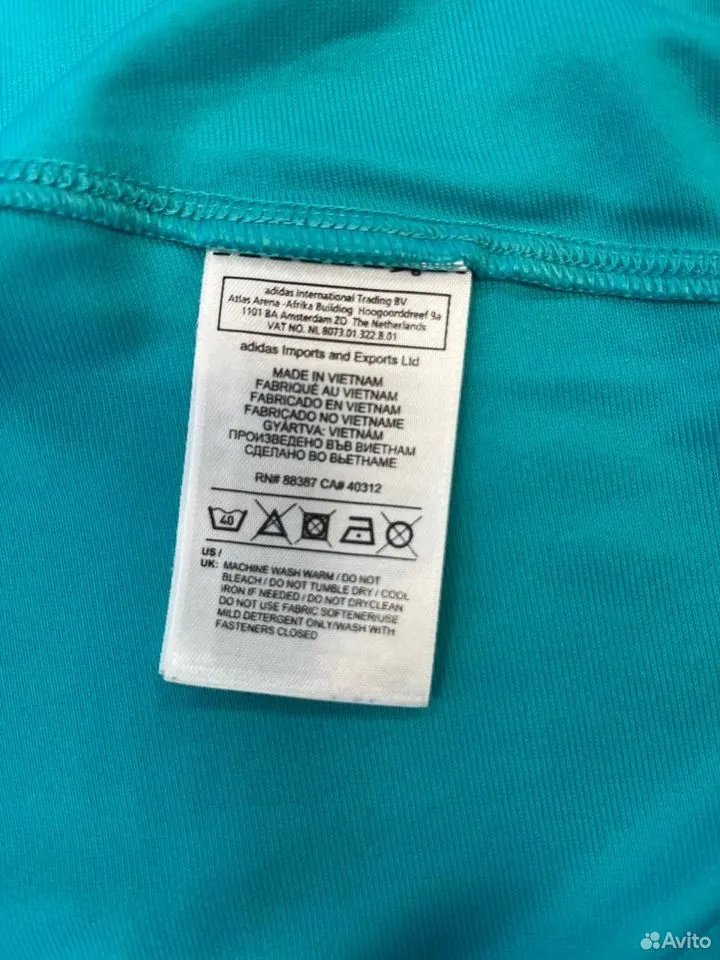 adidas International Trading BV
Atlas Arena -Afrika Building Hoogoorddreef 9a
1101 BA Amsterdam ZO The Netherlands
VAT NO. NL 8073.01.322.B.01
adidas Imports and Exports Ltd
MADE IN VIETNAM
FABRIQUÉ AU VIETNAM
FABRICADO EN VIETNAM
FABRICADO NO VIETNAME
GYÁRTVA: VIETNÁM
ПРОИЗВЕДЕНО ВЪВ ВИЕТНАМ
СДЕЛАНО ВО ВЬЕТНАМЕ
RN# 88387 CA# 40312
40
US /
UK: MACHINE WASH WARM / DO NOT
BLEACH / DO NOT TUMBLE DRY / COOL
IRON IF NEEDED / DO NOT DRYCLEAN
DO NOT USE FABRIC SOFTENER/USE
MILD DETERGENT ONLY/WASH WITH
FASTENERS CLOSED
Avito